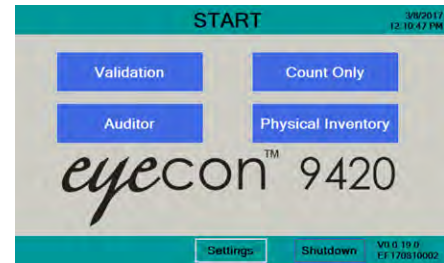 START
3/8/2017
12:10:47 PM
Validation
Count Only
Auditor
Physical Inventory
eyecon™ 9420
Settings
Shutdown
V0.0.19.0
EF170810002